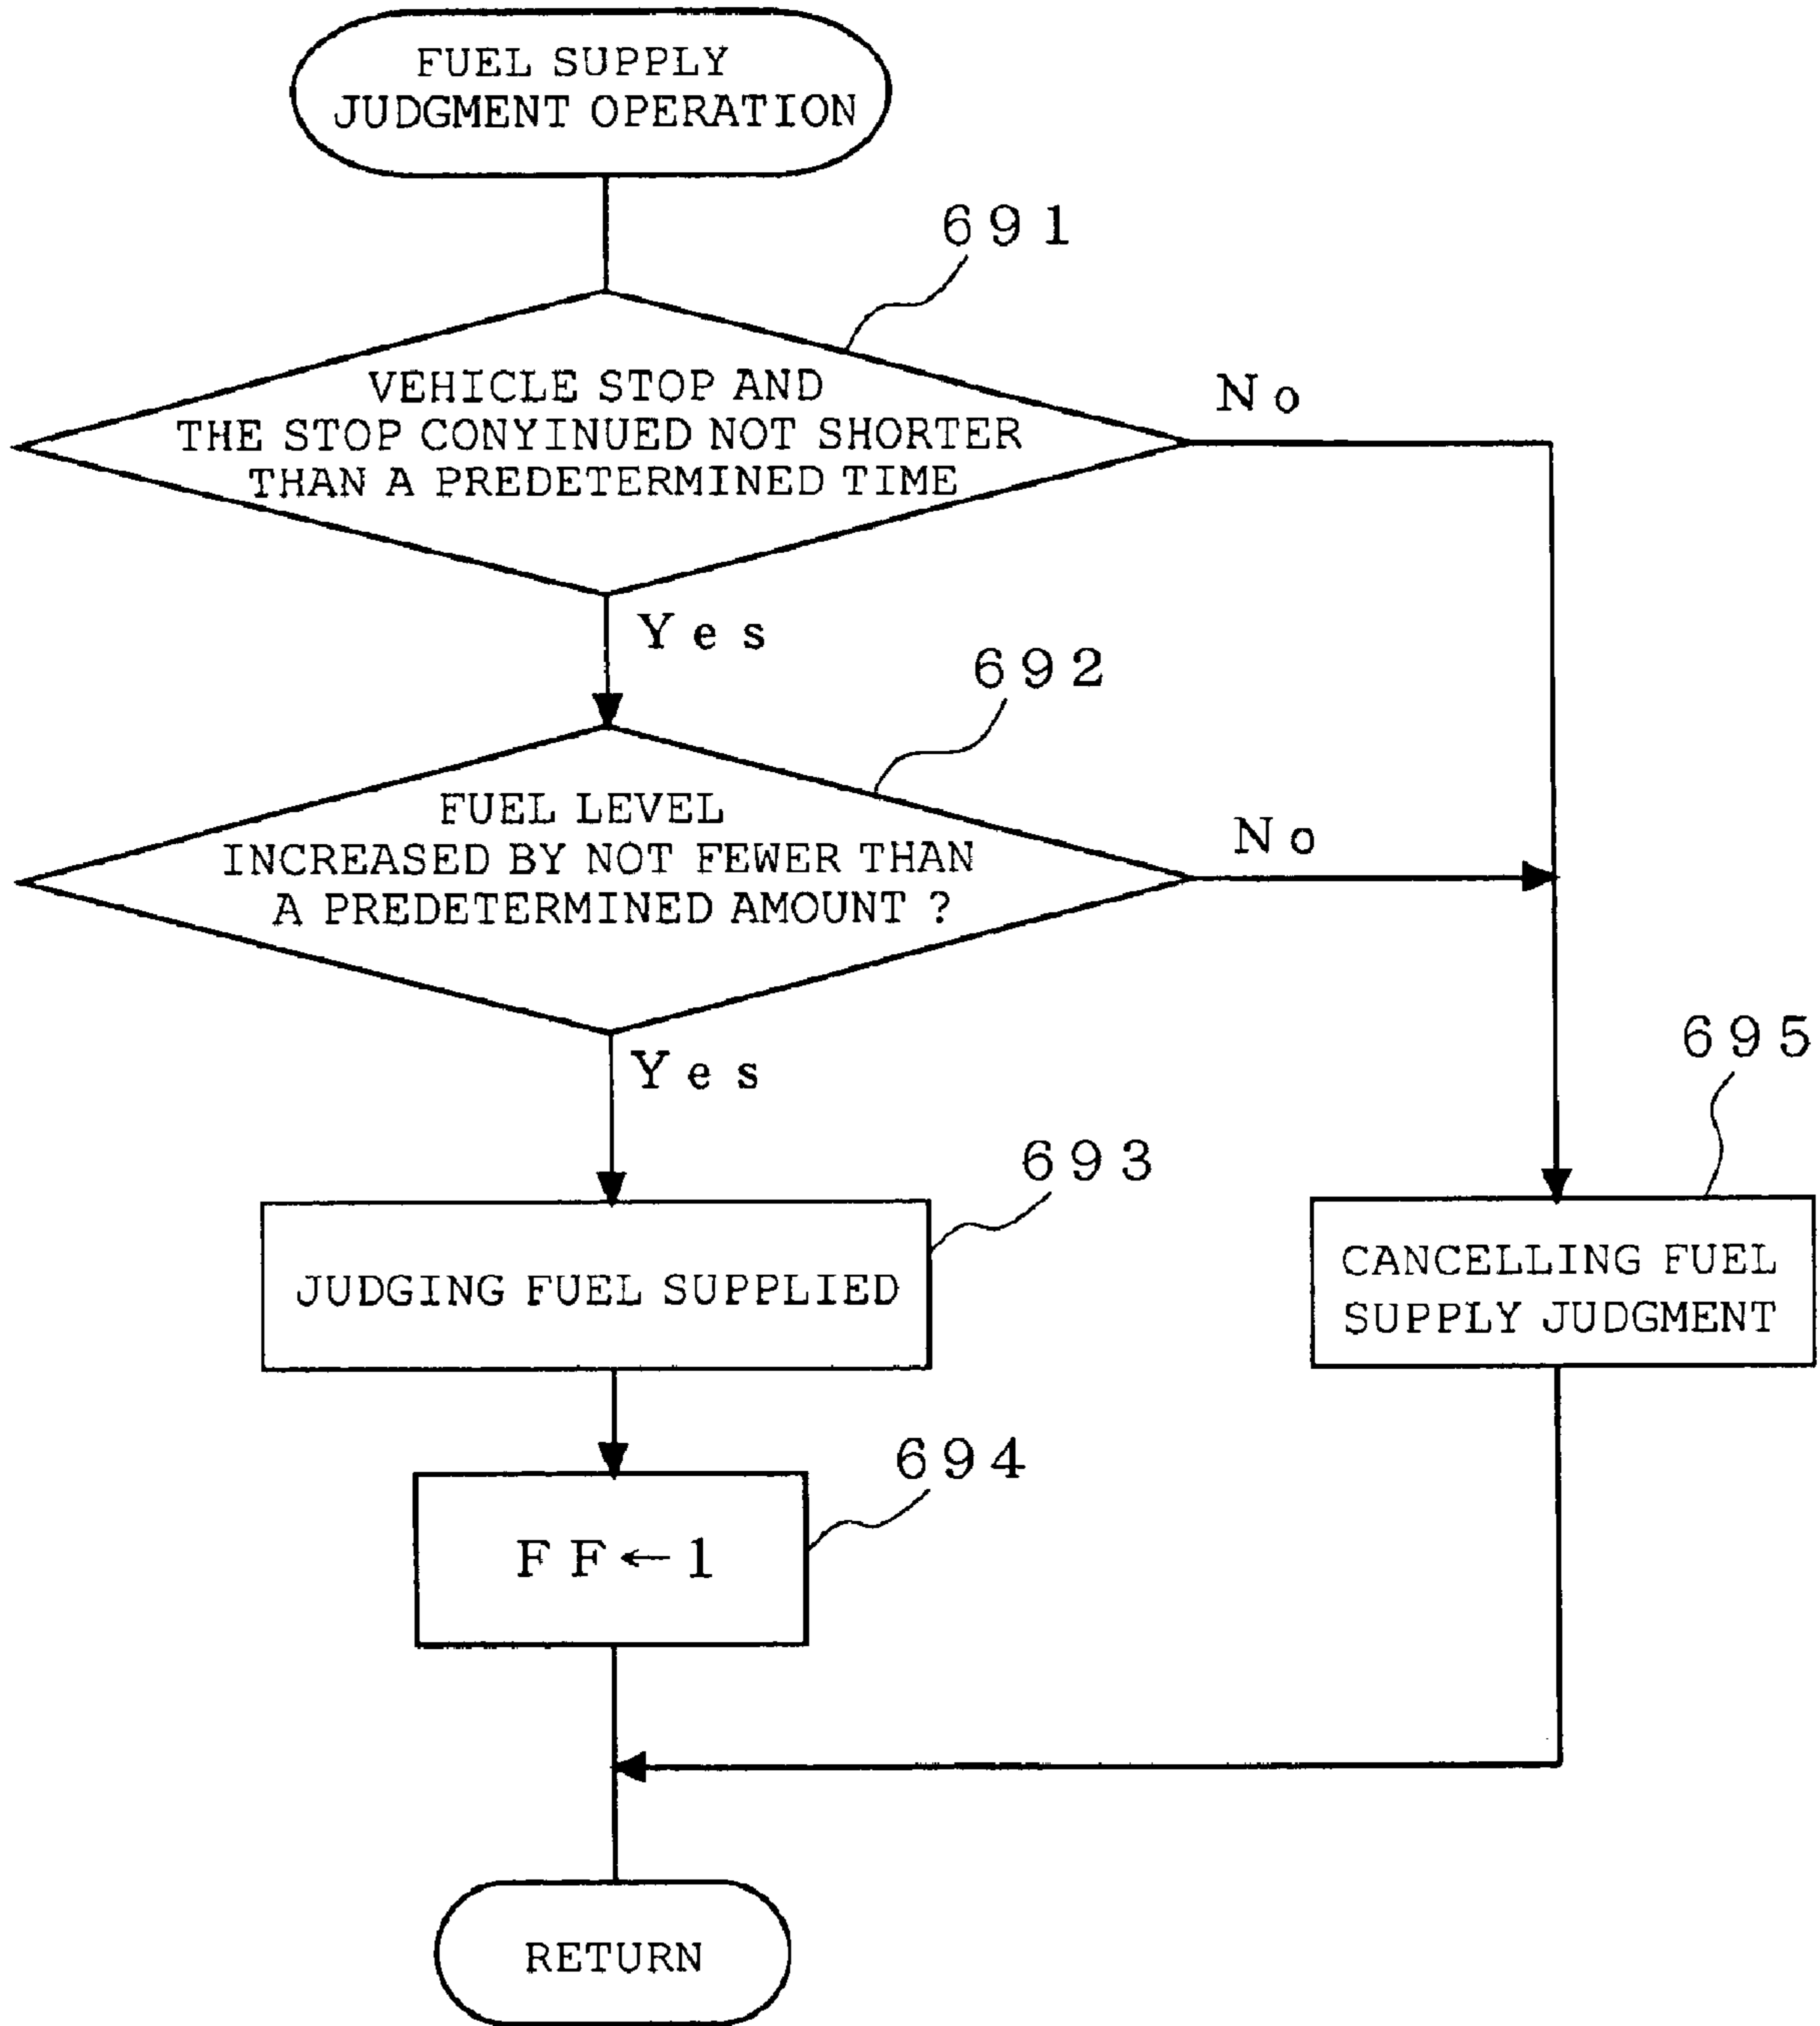 FUEL SUPPLY
JUDGMENT OPERATION
691
VEHICLE STOP AND
THE STOP CONYINUED NOT SHORTER
THAN A PREDETERMINED TIME
No
Yes
692
FUEL LEVEL
INCREASED BY NOT FEWER THAN
A PREDETERMINED AMOUNT ?
No
Yes
693
JUDGING FUEL SUPPLIED
695
CANCELLING FUEL
SUPPLY JUDGMENT
694
FF←1
RETURN